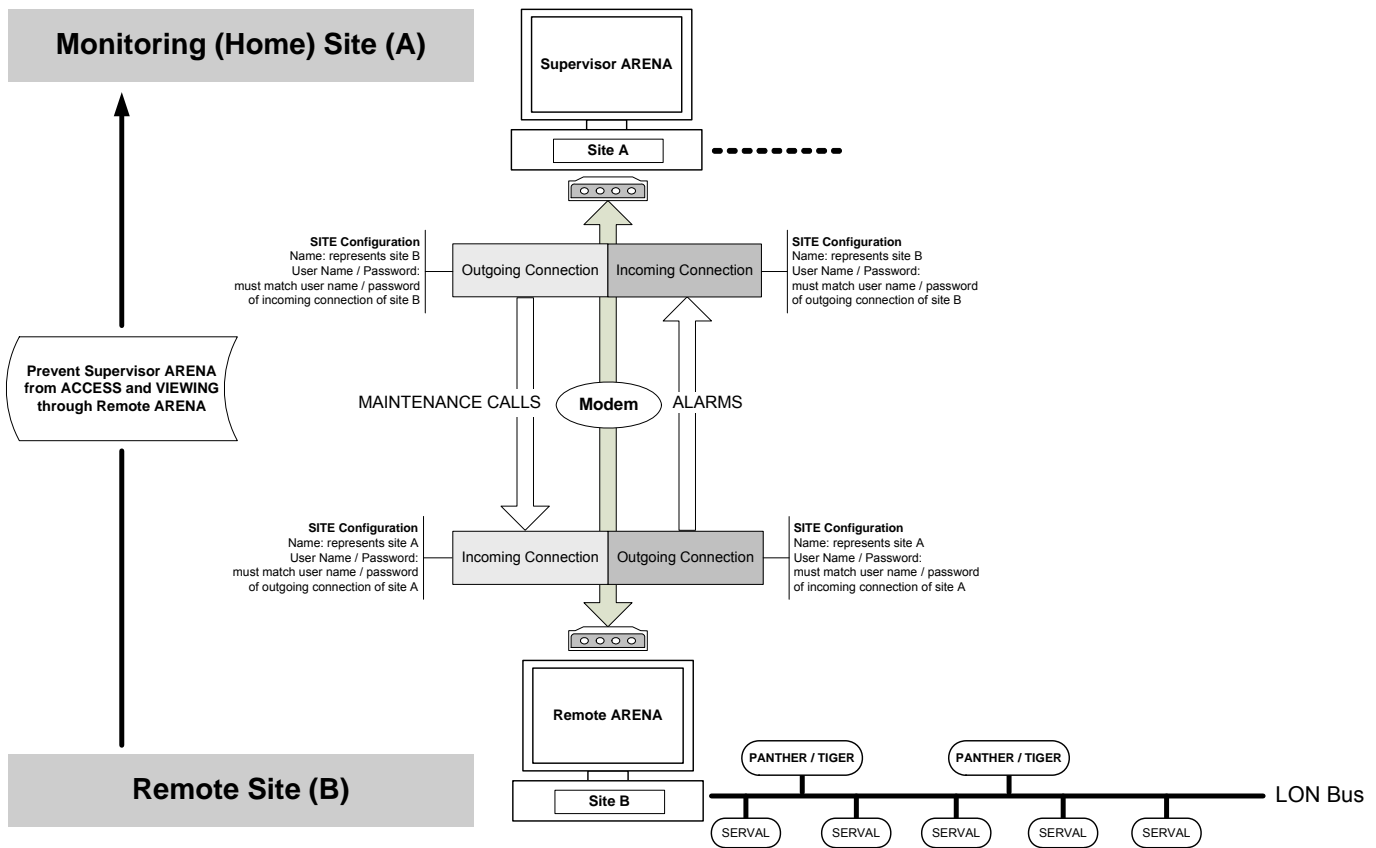 Monitoring (Home) Site (A)
Supervisor ARENA
Site A
SITE Configuration
Name: represents site B
User Name / Password:
must match user name / password
of incoming connection of site B
Outgoing Connection
Incoming Connection
SITE Configuration
Name: represents site B
User Name / Password:
must match user name / password
of outgoing connection of site B
Prevent Supervisor ARENA
from ACCESS and VIEWING
through Remote ARENA
MAINTENANCE CALLS
Modem
ALARMS
SITE Configuration
Name: represents site A
User Name / Password:
must match user name / password
of outgoing connection of site A
Incoming Connection
Outgoing Connection
SITE Configuration
Name: represents site A
User Name / Password:
must match user name / password
of incoming connection of site A
Remote ARENA
Remote Site (B)
Site B
PANTHER / TIGER
PANTHER / TIGER
LON Bus
SERVAL
SERVAL
SERVAL
SERVAL
SERVAL